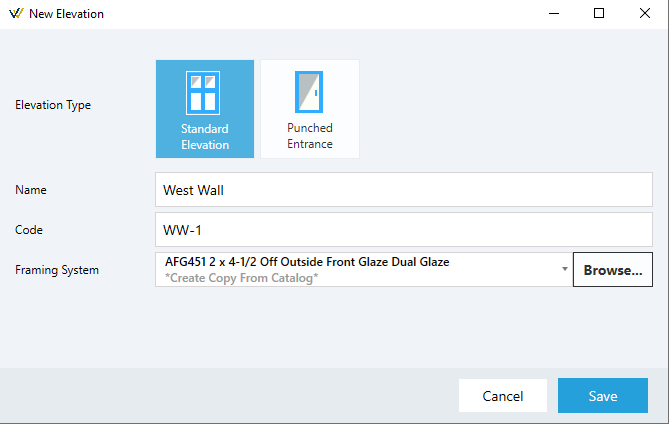 New Elevation
Elevation Type
Standard
Elevation
Punched
Entrance
Name
West Wall
Code
WW-1
Framing System
AFG451 2 x 4-1/2 Off Outside Front Glaze Dual Glaze
*Create Copy From Catalog*
Browse...
Cancel
Save